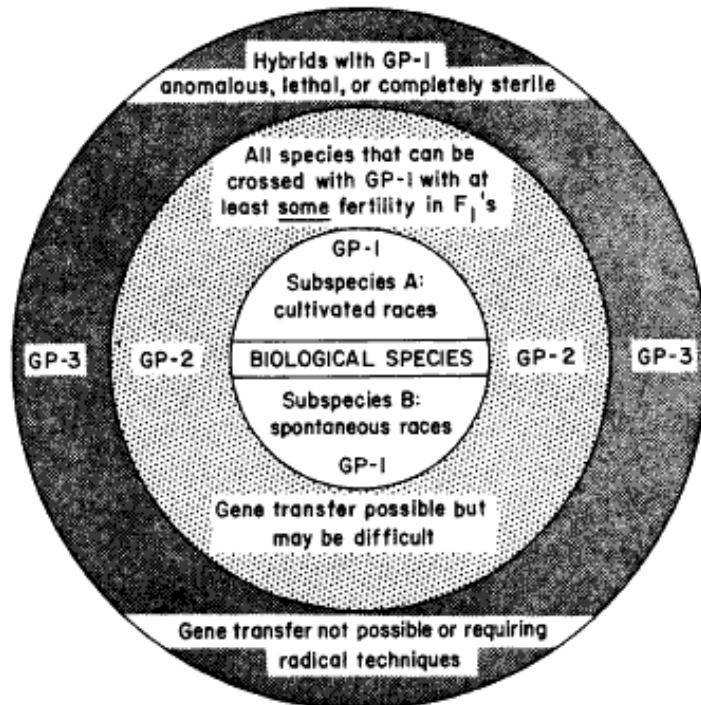 Hybrids with GP-1
anomalous, lethal, or completely sterile
All species that can be
crossed with GP-1 with at
least some fertility in F₁'s
GP-1
Subspecies A:
cultivated races
GP-3
GP-2
BIOLOGICAL SPECIES
GP-2
GP-3
Subspecies B:
spontaneous races
GP-1
Gene transfer possible but
may be difficult
Gene transfer not possible or requiring
radical techniques